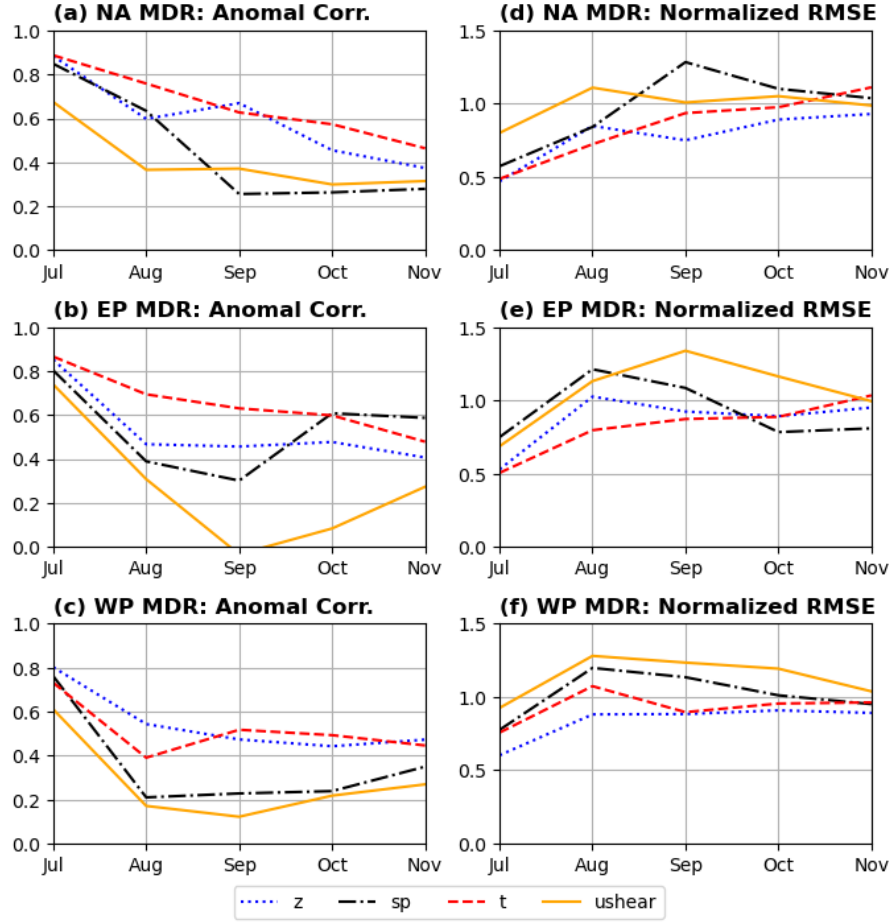 (a) NA MDR: Anomal Corr.
1.0
0.8
0.6
0.4
0.2
0.0
Jul Aug Sep Oct Nov
(d) NA MDR: Normalized RMSE
1.5
1.0
0.5
0.0
Jul Aug Sep Oct Nov
(b) EP MDR: Anomal Corr.
1.0
0.8
0.6
0.4
0.2
0.0
Jul Aug Sep Oct Nov
(e) EP MDR: Normalized RMSE
1.5
1.0
0.5
0.0
Jul Aug Sep Oct Nov
(c) WP MDR: Anomal Corr.
1.0
0.8
0.6
0.4
0.2
0.0
Jul Aug Sep Oct Nov
(f) WP MDR: Normalized RMSE
1.5
1.0
0.5
0.0
Jul Aug Sep Oct Nov
z sp t ushear